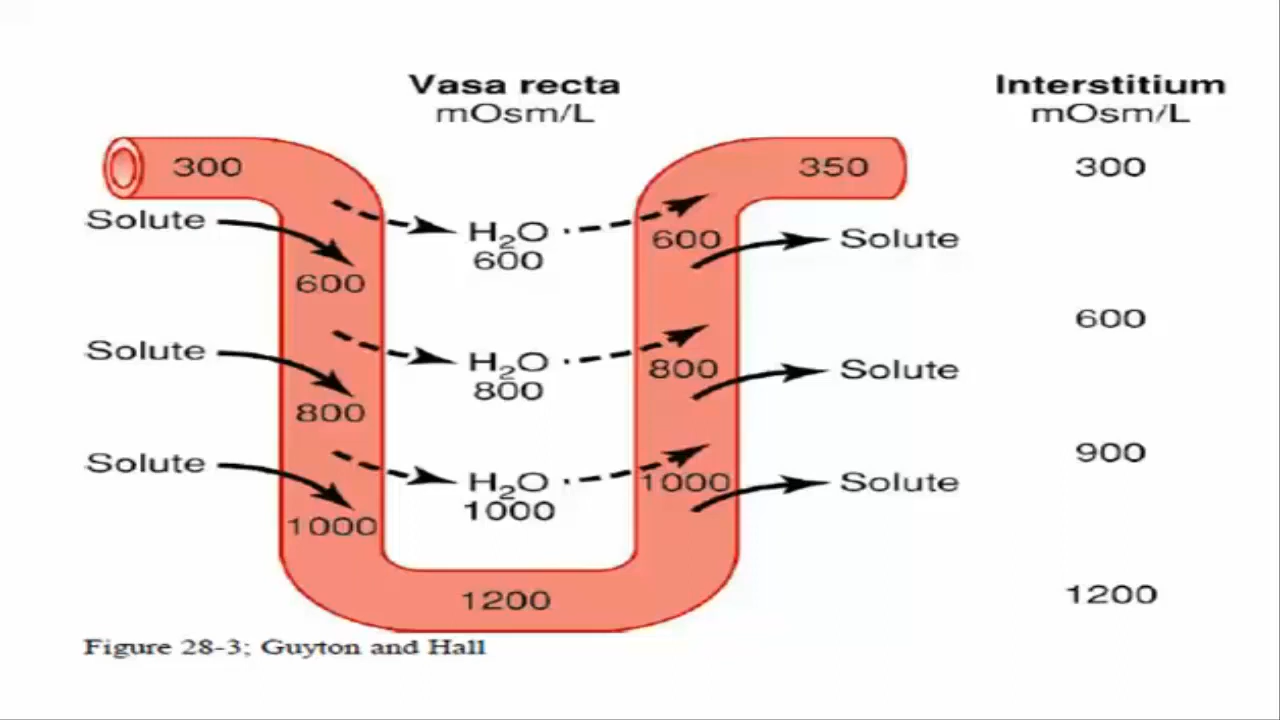 Vasa recta
mOsm/L
Interstitium
mOsm/L
300
350
300
Solute
H₂O
600
600
Solute
600
600
Solute
H₂O
800
800
Solute
800
900
Solute
H₂O
1000
1000
Solute
1000
1200
1200
Figure 28-3; Guyton and Hall